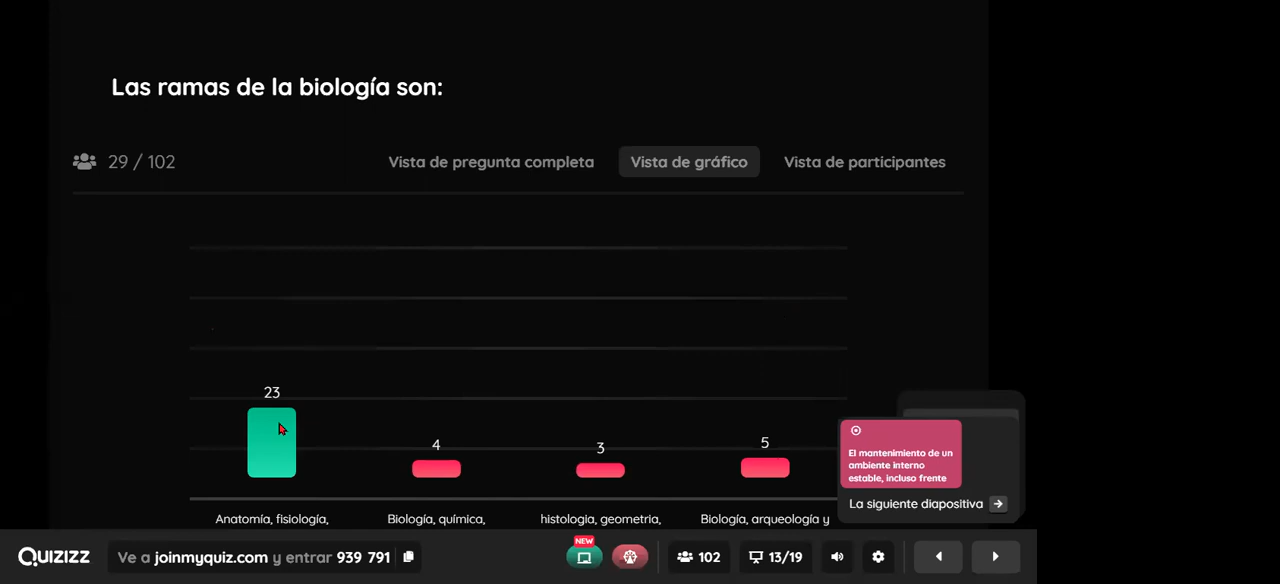 Las ramas de la biología son:
29 / 102
Vista de pregunta completa
Vista de gráfico
Vista de participantes
23
4
3
5
Anatomía, fisiología,
Biología, química,
histologia, geometria,
Biología, arqueología y
El mantenimiento de un
ambiente interno
estable, incluso frente
La siguiente diapositiva
QUIZIZZ
Ve a joinmyquiz.com y entrar 939 791
NEW
102
13/19